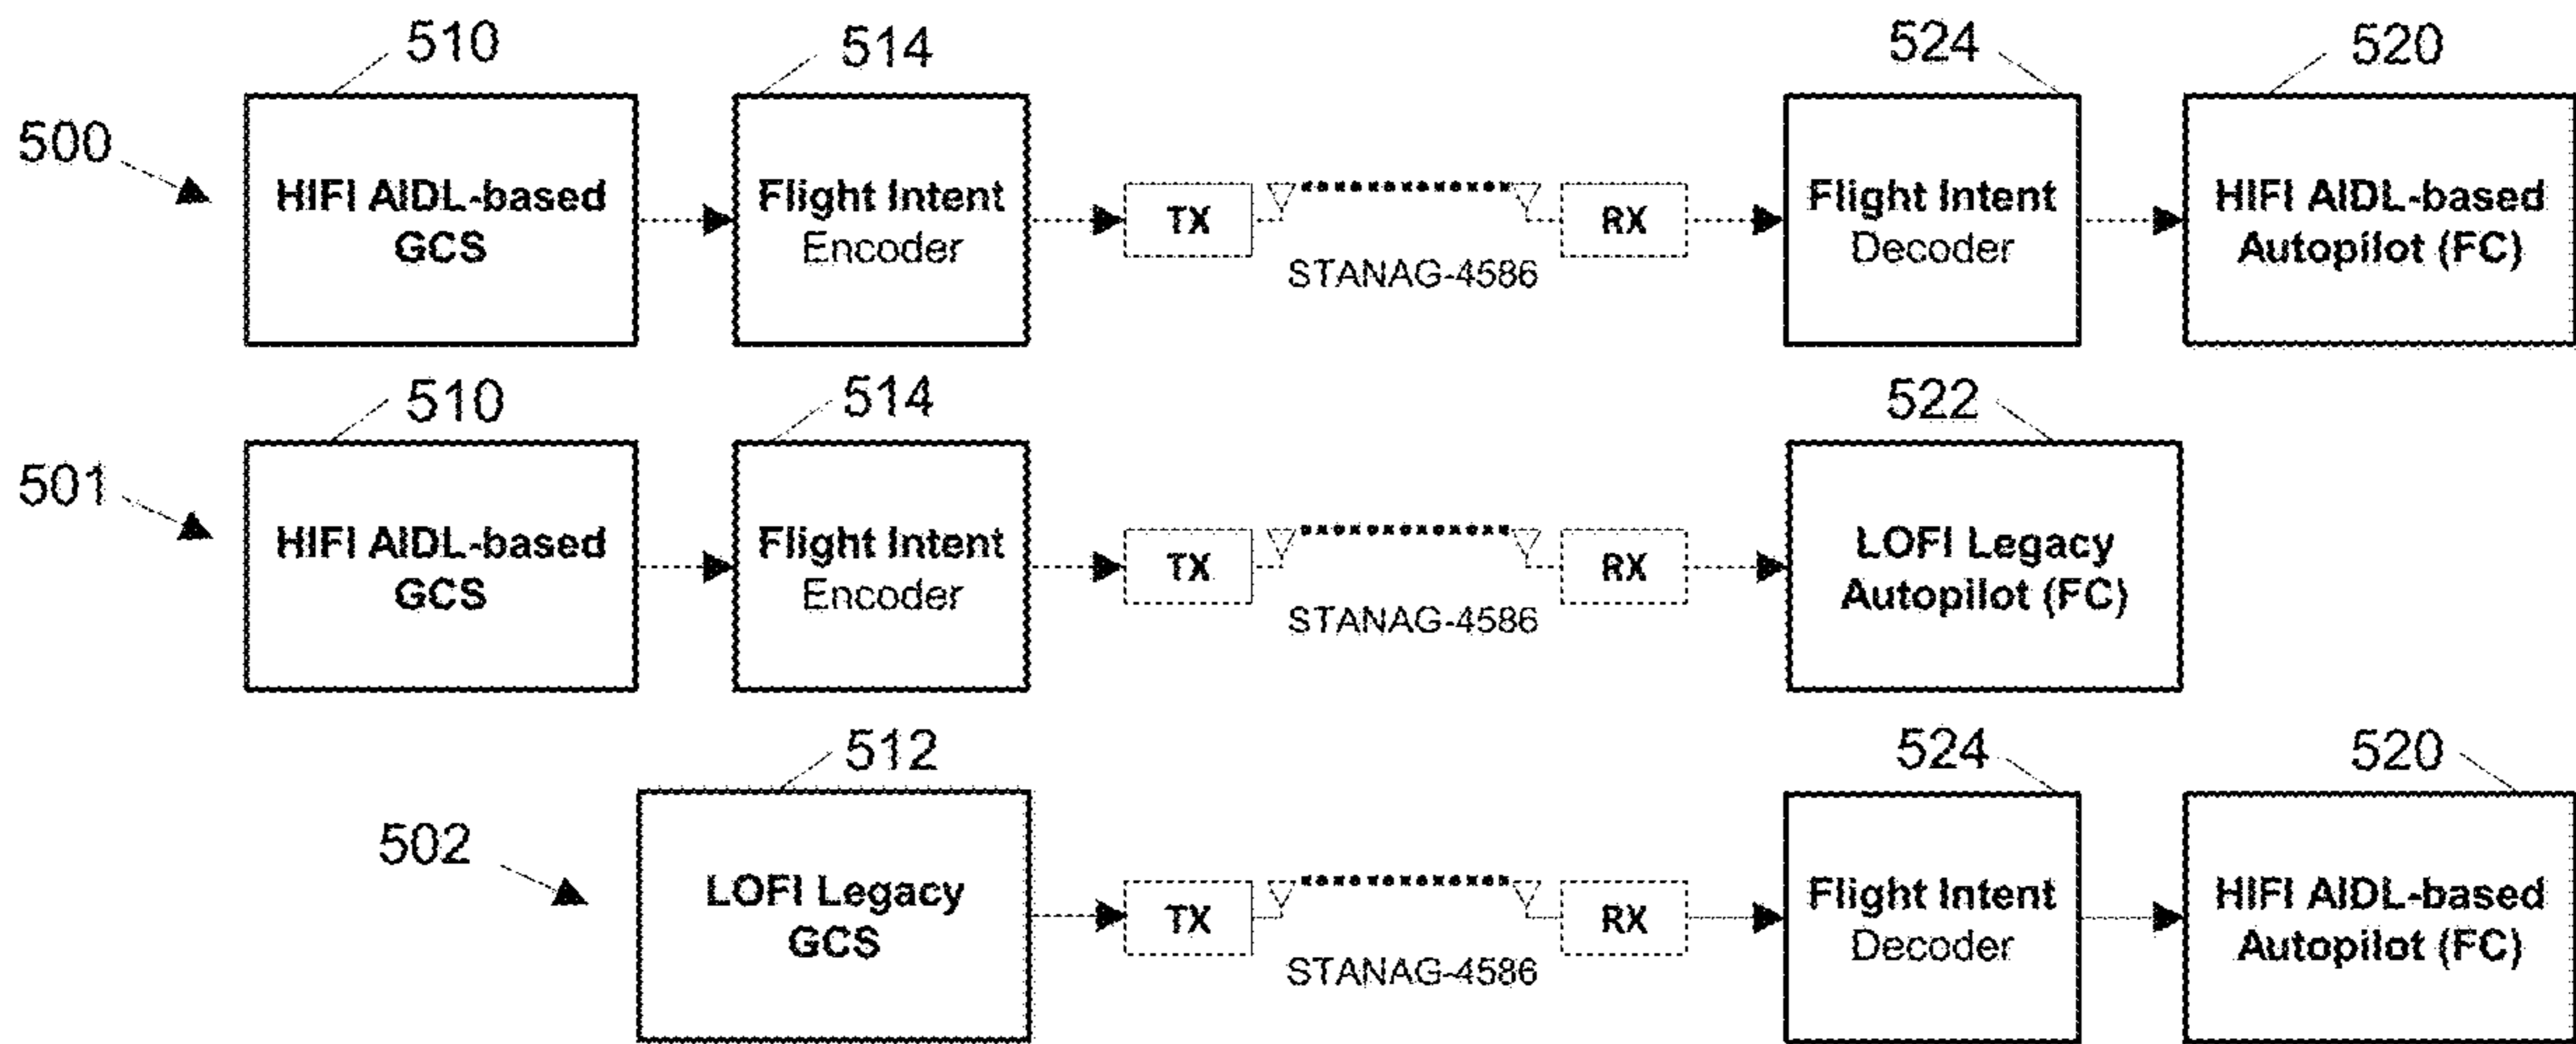 510
514
524
520
500
HIFI AIDL-based
GCS
Flight Intent
Encoder
TX
STANAG-4586
RX
Flight Intent
Decoder
HIFI AIDL-based
Autopilot (FC)
510
514
522
501
HIFI AIDL-based
GCS
Flight Intent
Encoder
TX
STANAG-4586
RX
LOFI Legacy
Autopilot (FC)
512
524
520
502
LOFI Legacy
GCS
TX
STANAG-4586
RX
Flight Intent
Decoder
HIFI AIDL-based
Autopilot (FC)